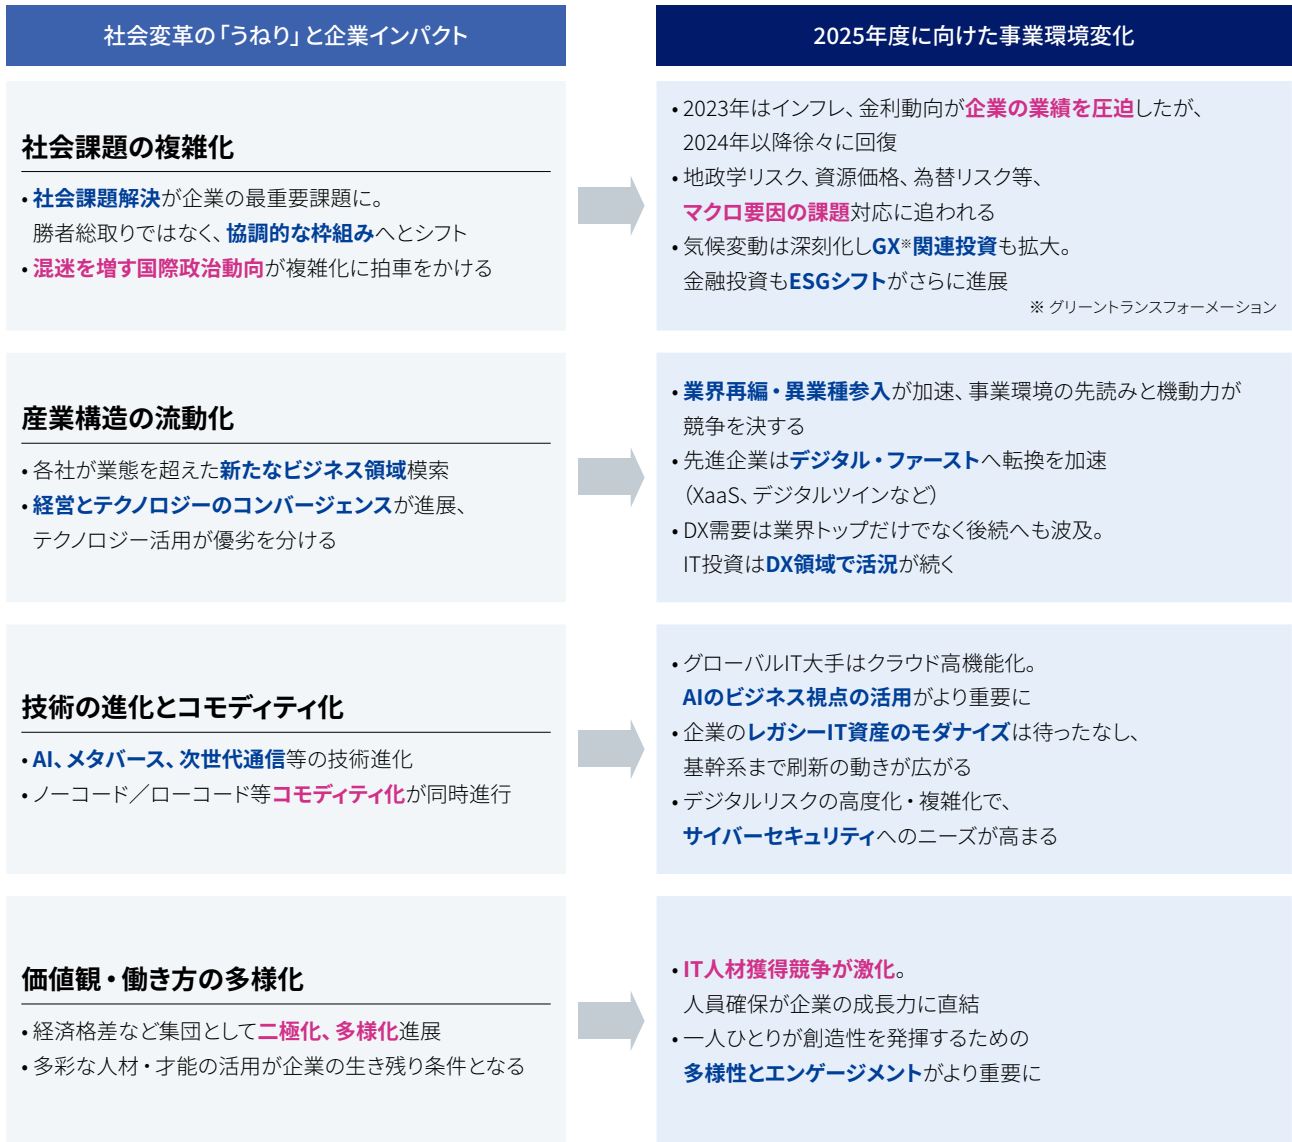 社会変革の「うねり」と企業インパクト
2025年度に向けた事業環境変化
社会課題の複雑化
• 社会課題解決が企業の最重要課題に。
勝者総取りではなく、協調的な枠組みへとシフト
• 混迷を増す国際政治動向が複雑化に拍車をかける
• 2023年はインフレ、金利動向が企業の業績を圧迫したが、
2024年以降徐々に回復
• 地政学リスク、資源価格、為替リスク等、
マクロ要因の課題対応に追われる
• 気候変動は深刻化しGX※関連投資も拡大。
金融投資もESGシフトがさらに進展
※ グリーントランスフォーメーション
産業構造の流動化
• 各社が業態を超えた新たなビジネス領域模索
• 経営とテクノロジーのコンバージェンスが進展、
テクノロジー活用が優劣を分ける
• 業界再編・異業種参入が加速、事業環境の先読みと機動力が
競争を決する
• 先進企業はデジタル・ファーストへ転換を加速
（XaaS、デジタルツインなど）
• DX需要は業界トップだけでなく後続へも波及。
IT投資はDX領域で活況が続く
技術の進化とコモディティ化
• AI、メタバース、次世代通信等の技術進化
• ノーコード／ローコード等コモディティ化が同時進行
• グローバルIT大手はクラウド高機能化。
AIのビジネス視点の活用がより重要に
• 企業のレガシーIT資産のモダナイズは待ったなし、
基幹系まで刷新の動きが広がる
• デジタルリスクの高度化・複雑化で、
サイバーセキュリティへのニーズが高まる
価値観・働き方の多様化
• 経済格差など集団として二極化、多様化進展
• 多彩な人材・才能の活用が企業の生き残り条件となる
• IT人材獲得競争が激化。
人員確保が企業の成長力に直結
• 一人ひとりが創造性を発揮するための
多様性とエンゲージメントがより重要に